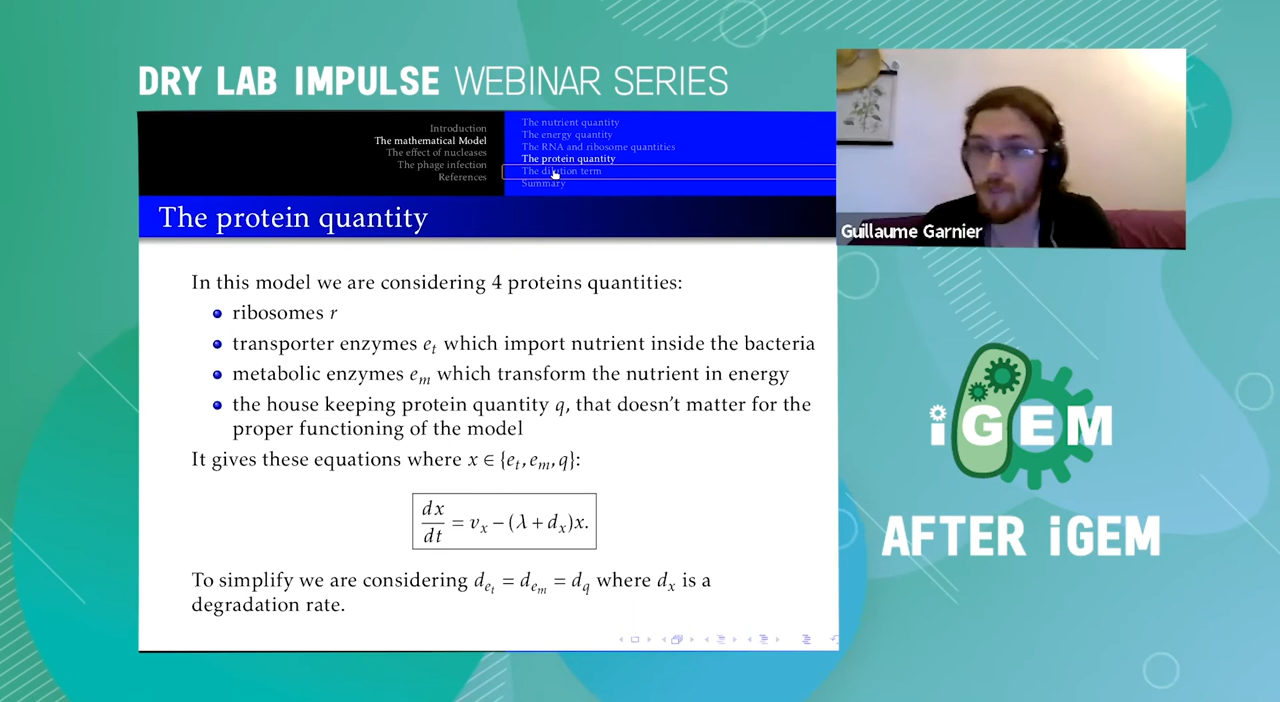 DRY LAB IMPULSE WEBINAR SERIES
Introduction
The mathematical Model
The effect of nucleases
The phage infection
References
The nutrient quantity
The energy quantity
The RNA and ribosome quantities
The protein quantity
The dilution term
Summary
The protein quantity
In this model we are considering 4 proteins quantities:
ribosomes r
transporter enzymes e_t which import nutrient inside the bacteria
metabolic enzymes e_m which transform the nutrient in energy
the house keeping protein quantity q, that doesn't matter for the
proper functioning of the model
It gives these equations where x ∈ {e_t, e_m, q}:
dx/dt = v_x − (λ + d_x)x.
To simplify we are considering d_{e_t} = d_{e_m} = d_q where d_x is a
degradation rate.
Guillaume Garnier
iGEM
AFTER iGEM